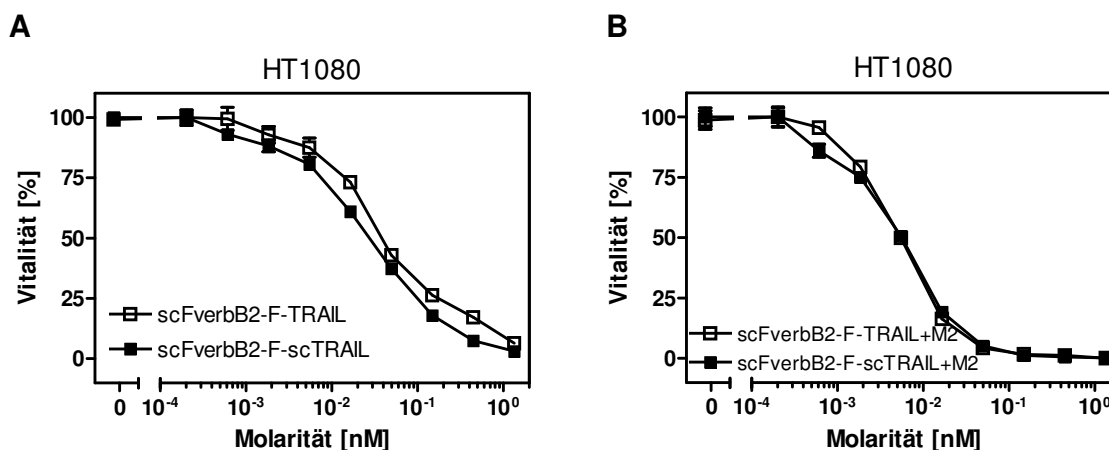 A
HT1080
Vitalität [%]
100
75
50
25
0
scFverbB2-F-TRAIL
scFverbB2-F-scTRAIL
0 10-4 10-3 10-2 10-1 100
Molarität [nM]
B
HT1080
Vitalität [%]
100
75
50
25
0
scFverbB2-F-TRAIL+M2
scFverbB2-F-scTRAIL+M2
0 10-4 10-3 10-2 10-1 100
Molarität [nM]